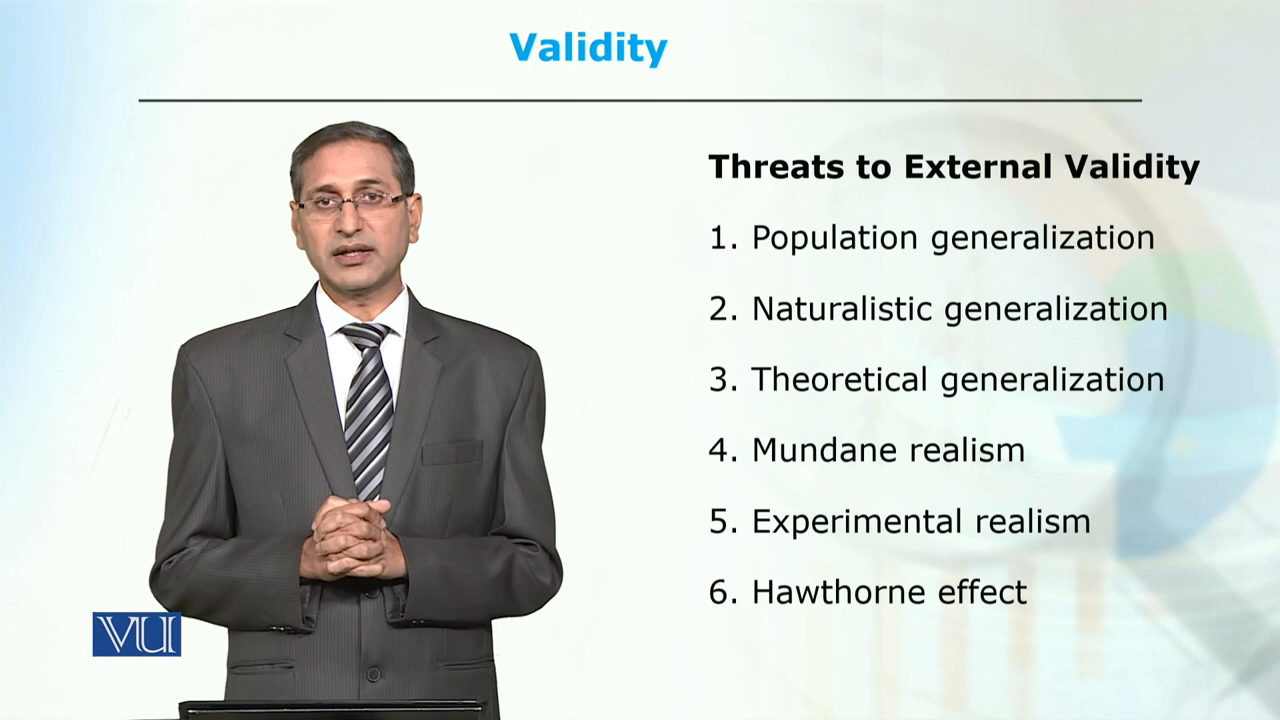 Validity
Threats to External Validity
1. Population generalization
2. Naturalistic generalization
3. Theoretical generalization
4. Mundane realism
5. Experimental realism
6. Hawthorne effect
VU